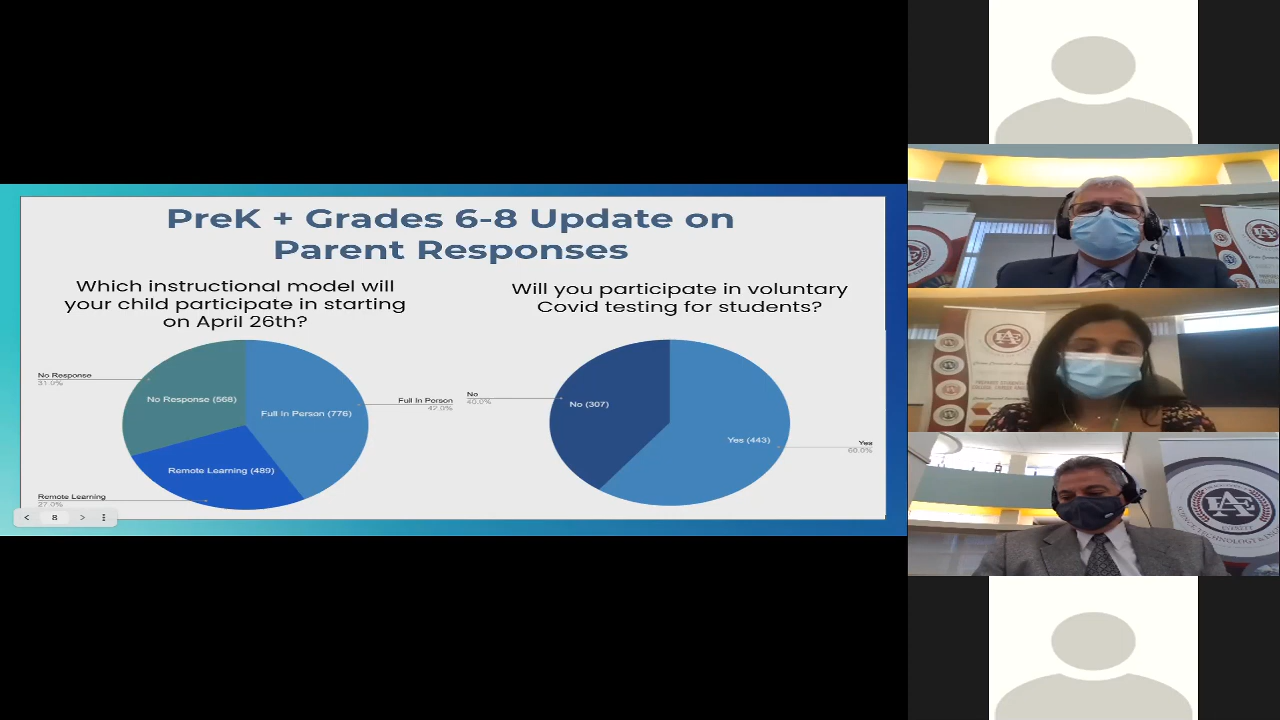 PreK + Grades 6-8 Update on
Parent Responses
Which instructional model will
your child participate in starting
on April 26th?
No Response
31.0%
No Response (568)
Full In Person (776)
Full In Person
42.0%
Remote Learning (489)
Remote Learning
27.0%
Will you participate in voluntary
Covid testing for students?
No
40.0%
No (307)
Yes (443)
Yes
60.0%
< 8 >